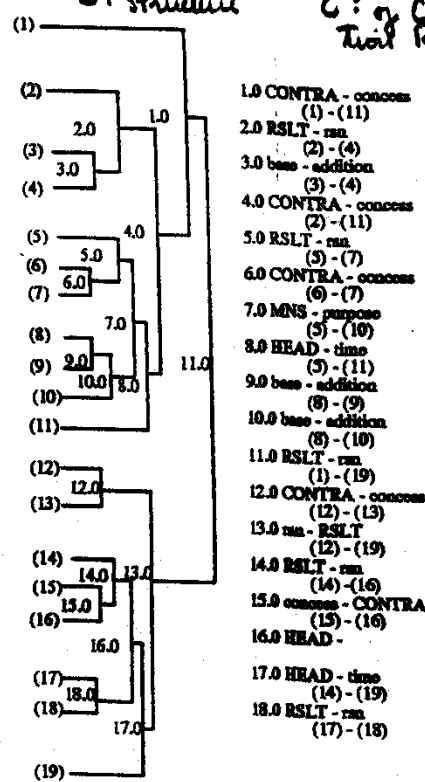 structure
(1)
(2)
1.0
2.0
(3)
3.0
(4)
(5)
4.0
5.0
(6)
6.0
(7)
7.0
(8)
(9)
9.0
10.0
8.0
11.0
(10)
(11)
(12)
12.0
(13)
(14)
14.0
13.0
(15)
15.0
(16)
16.0
(17)
18.0
(18)
17.0
(19)
1.0 CONTRA - concess
(1) - (11)
2.0 RSLT - rsn
(2) - (4)
3.0 base - addition
(3) - (4)
4.0 CONTRA - concess
(2) - (11)
5.0 RSLT - rsn
(5) - (7)
6.0 CONTRA - concess
(6) - (7)
7.0 MNS - purpose
(5) - (10)
8.0 HEAD - time
(5) - (11)
9.0 base - addition
(8) - (9)
10.0 base - addition
(8) - (10)
11.0 RSLT - rsn
(1) - (19)
12.0 CONTRA - concess
(12) - (13)
13.0 rsn - RSLT
(12) - (19)
14.0 RSLT - rsn
(14) - (16)
15.0 concess - CONTRA
(15) - (16)
16.0 HEAD -
17.0 HEAD - time
(14) - (19)
18.0 RSLT - rsn
(17) - (18)